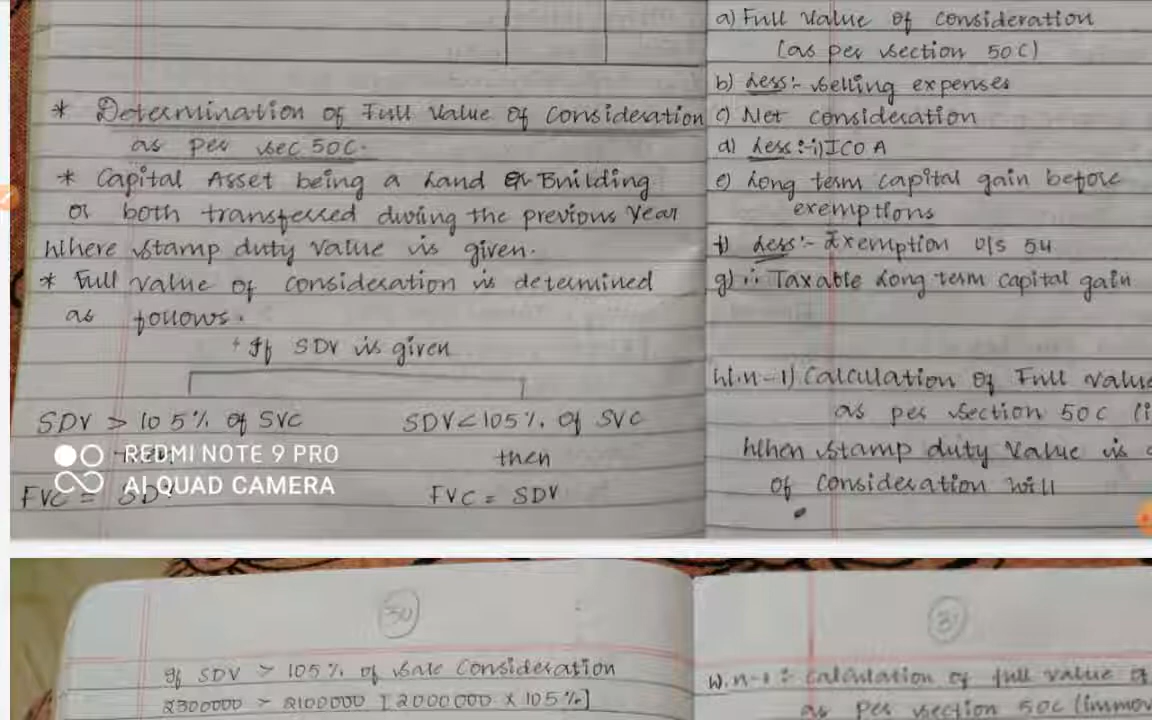 * Determination of Full Value of Consideration
as per sec 50C.
* Capital Asset being a Land or Building
or both transferred during the previous Year
where stamp duty value is given.
* Full value of consideration is determined
as follows.
If SDV is given
SDV > 105% of SVC
SDV < 105% of SVC
then
FVC =
FVC = SDV
REDMI NOTE 9 PRO
AI QUAD CAMERA
a) Full value of consideration
(as per section 50C)
b) Less:- selling expenses
c) Net consideration
d) Less:-i) ICOA
e) Long term capital gain before
exemptions
f) Less:- Exemption u/s 54
g) ∴ Taxable Long term capital gain
W.n-1) Calculation of Full value
as per section 50C (i
When stamp duty value is
of consideration will
30
If SDV > 105% of sale Consideration
2300000 > 2100000 [2000000 x 105%]
W.n-1: calculation of full value of
as per section 50C (immov